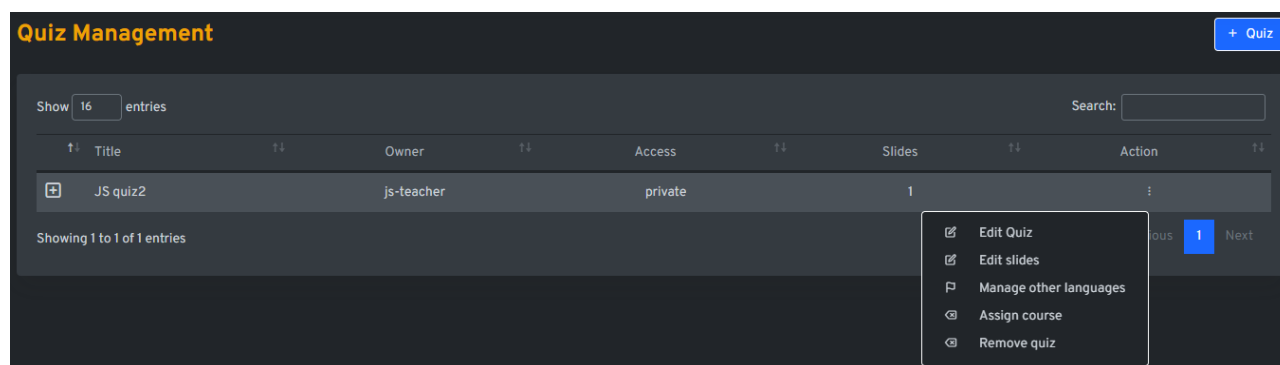 Quiz Management
+ Quiz
Show 16 entries
Search:
Title Owner Access Slides Action
JS quiz2 js-teacher private 1
Showing 1 to 1 of 1 entries
ious 1 Next
Edit Quiz
Edit slides
Manage other languages
Assign course
Remove quiz